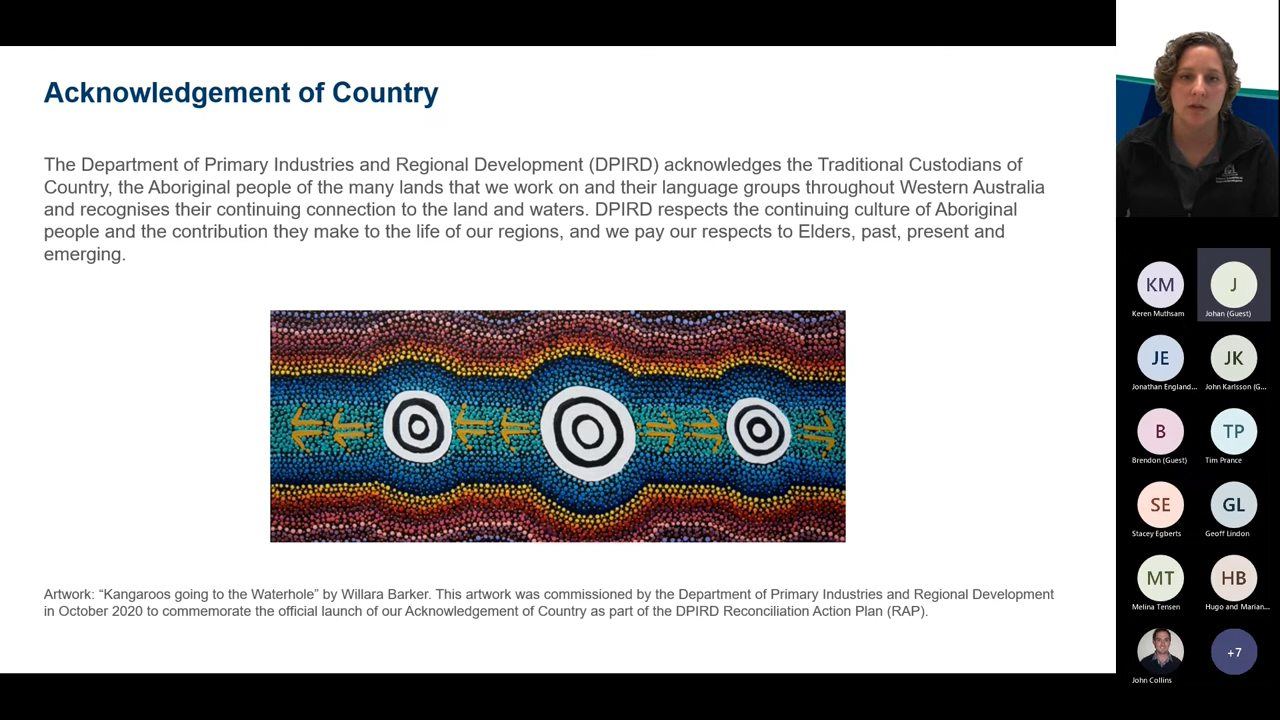 Acknowledgement of Country
The Department of Primary Industries and Regional Development (DPIRD) acknowledges the Traditional Custodians of
Country, the Aboriginal people of the many lands that we work on and their language groups throughout Western Australia
and recognises their continuing connection to the land and waters. DPIRD respects the continuing culture of Aboriginal
people and the contribution they make to the life of our regions, and we pay our respects to Elders, past, present and
emerging.
Artwork: “Kangaroos going to the Waterhole” by Willara Barker. This artwork was commissioned by the Department of Primary Industries and Regional Development
in October 2020 to commemorate the official launch of our Acknowledgement of Country as part of the DPIRD Reconciliation Action Plan (RAP).
KM
Keren Muthsam
J
Johan (Guest)
JE
Jonathan England...
JK
John Karlsson (G...
B
Brendon (Guest)
TP
Tim Prance
SE
Stacey Egberts
GL
Geoff Lindon
MT
Melina Tensen
HB
Hugo and Marian...
John Collins
+7